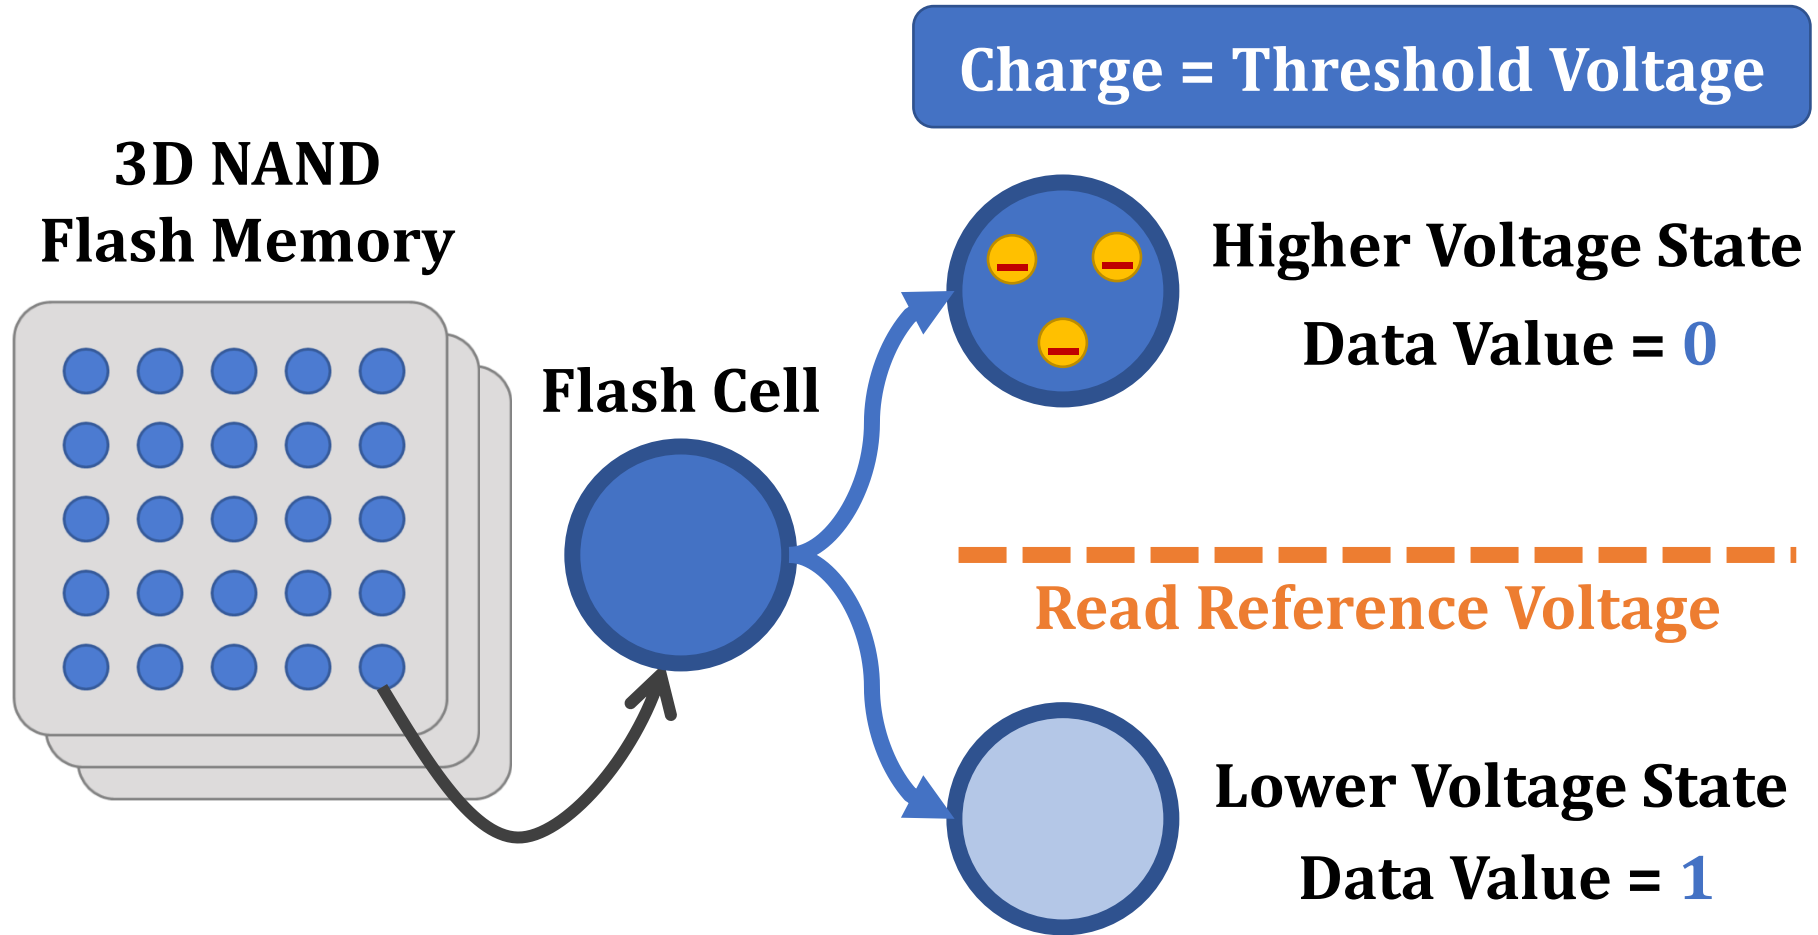 Charge = Threshold Voltage
3D NAND
Flash Memory
Flash Cell
Higher Voltage State
Data Value = 0
Read Reference Voltage
Lower Voltage State
Data Value = 1